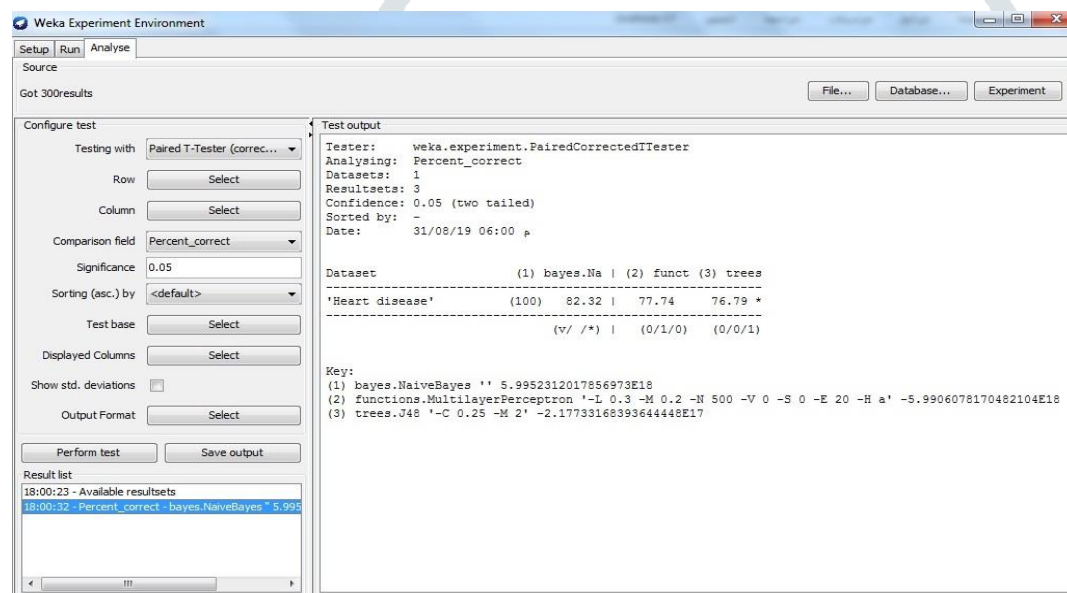 Weka Experiment Environment
Setup Run Analyse
Source
Got 300results
File... Database... Experiment
Configure test
Testing with Paired T-Tester (correc...
Row Select
Column Select
Comparison field Percent_correct
Significance 0.05
Sorting (asc.) by <default>
Test base Select
Displayed Columns Select
Show std. deviations
Output Format Select
Perform test Save output
Result list
18:00:23 - Available resultsets
18:00:32 - Percent_correct - bayes.NaiveBayes '' 5.995
Test output
Tester: weka.experiment.PairedCorrectedTTester
Analysing: Percent_correct
Datasets: 1
Resultsets: 3
Confidence: 0.05 (two tailed)
Sorted by: -
Date: 31/08/19 06:00 م
Dataset (1) bayes.Na | (2) funct (3) trees
--------------------------------------------------------------
'Heart disease' (100) 82.32 | 77.74 76.79 *
--------------------------------------------------------------
(v/ /*) | (0/1/0) (0/0/1)
Key:
(1) bayes.NaiveBayes '' 5.9952312017856973E18
(2) functions.MultilayerPerceptron '-L 0.3 -M 0.2 -N 500 -V 0 -S 0 -E 20 -H a' -5.9906078170482104E18
(3) trees.J48 '-C 0.25 -M 2' -2.17733168393644448E17